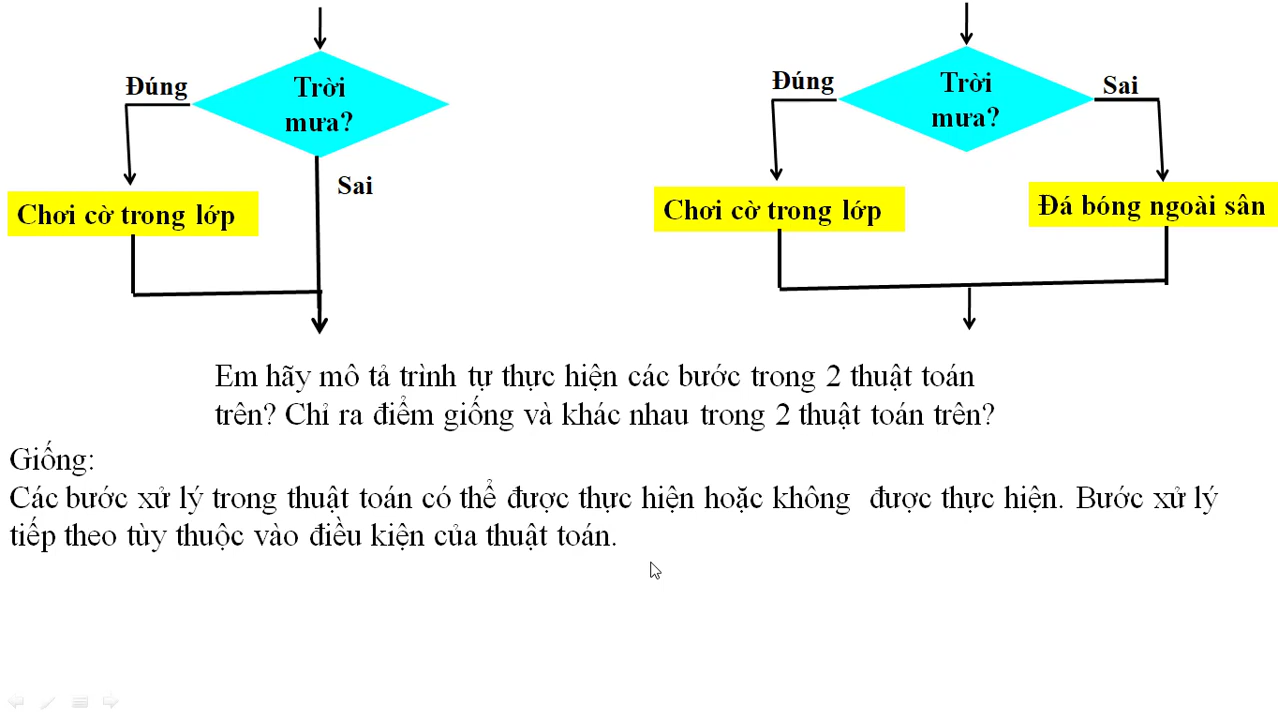 Đúng
Trời
mưa?
Sai
Chơi cờ trong lớp
Đúng
Trời
mưa?
Sai
Chơi cờ trong lớp
Đá bóng ngoài sân
Em hãy mô tả trình tự thực hiện các bước trong 2 thuật toán
trên? Chỉ ra điểm giống và khác nhau trong 2 thuật toán trên?
Giống:
Các bước xử lý trong thuật toán có thể được thực hiện hoặc không được thực hiện. Bước xử lý
tiếp theo tùy thuộc vào điều kiện của thuật toán.